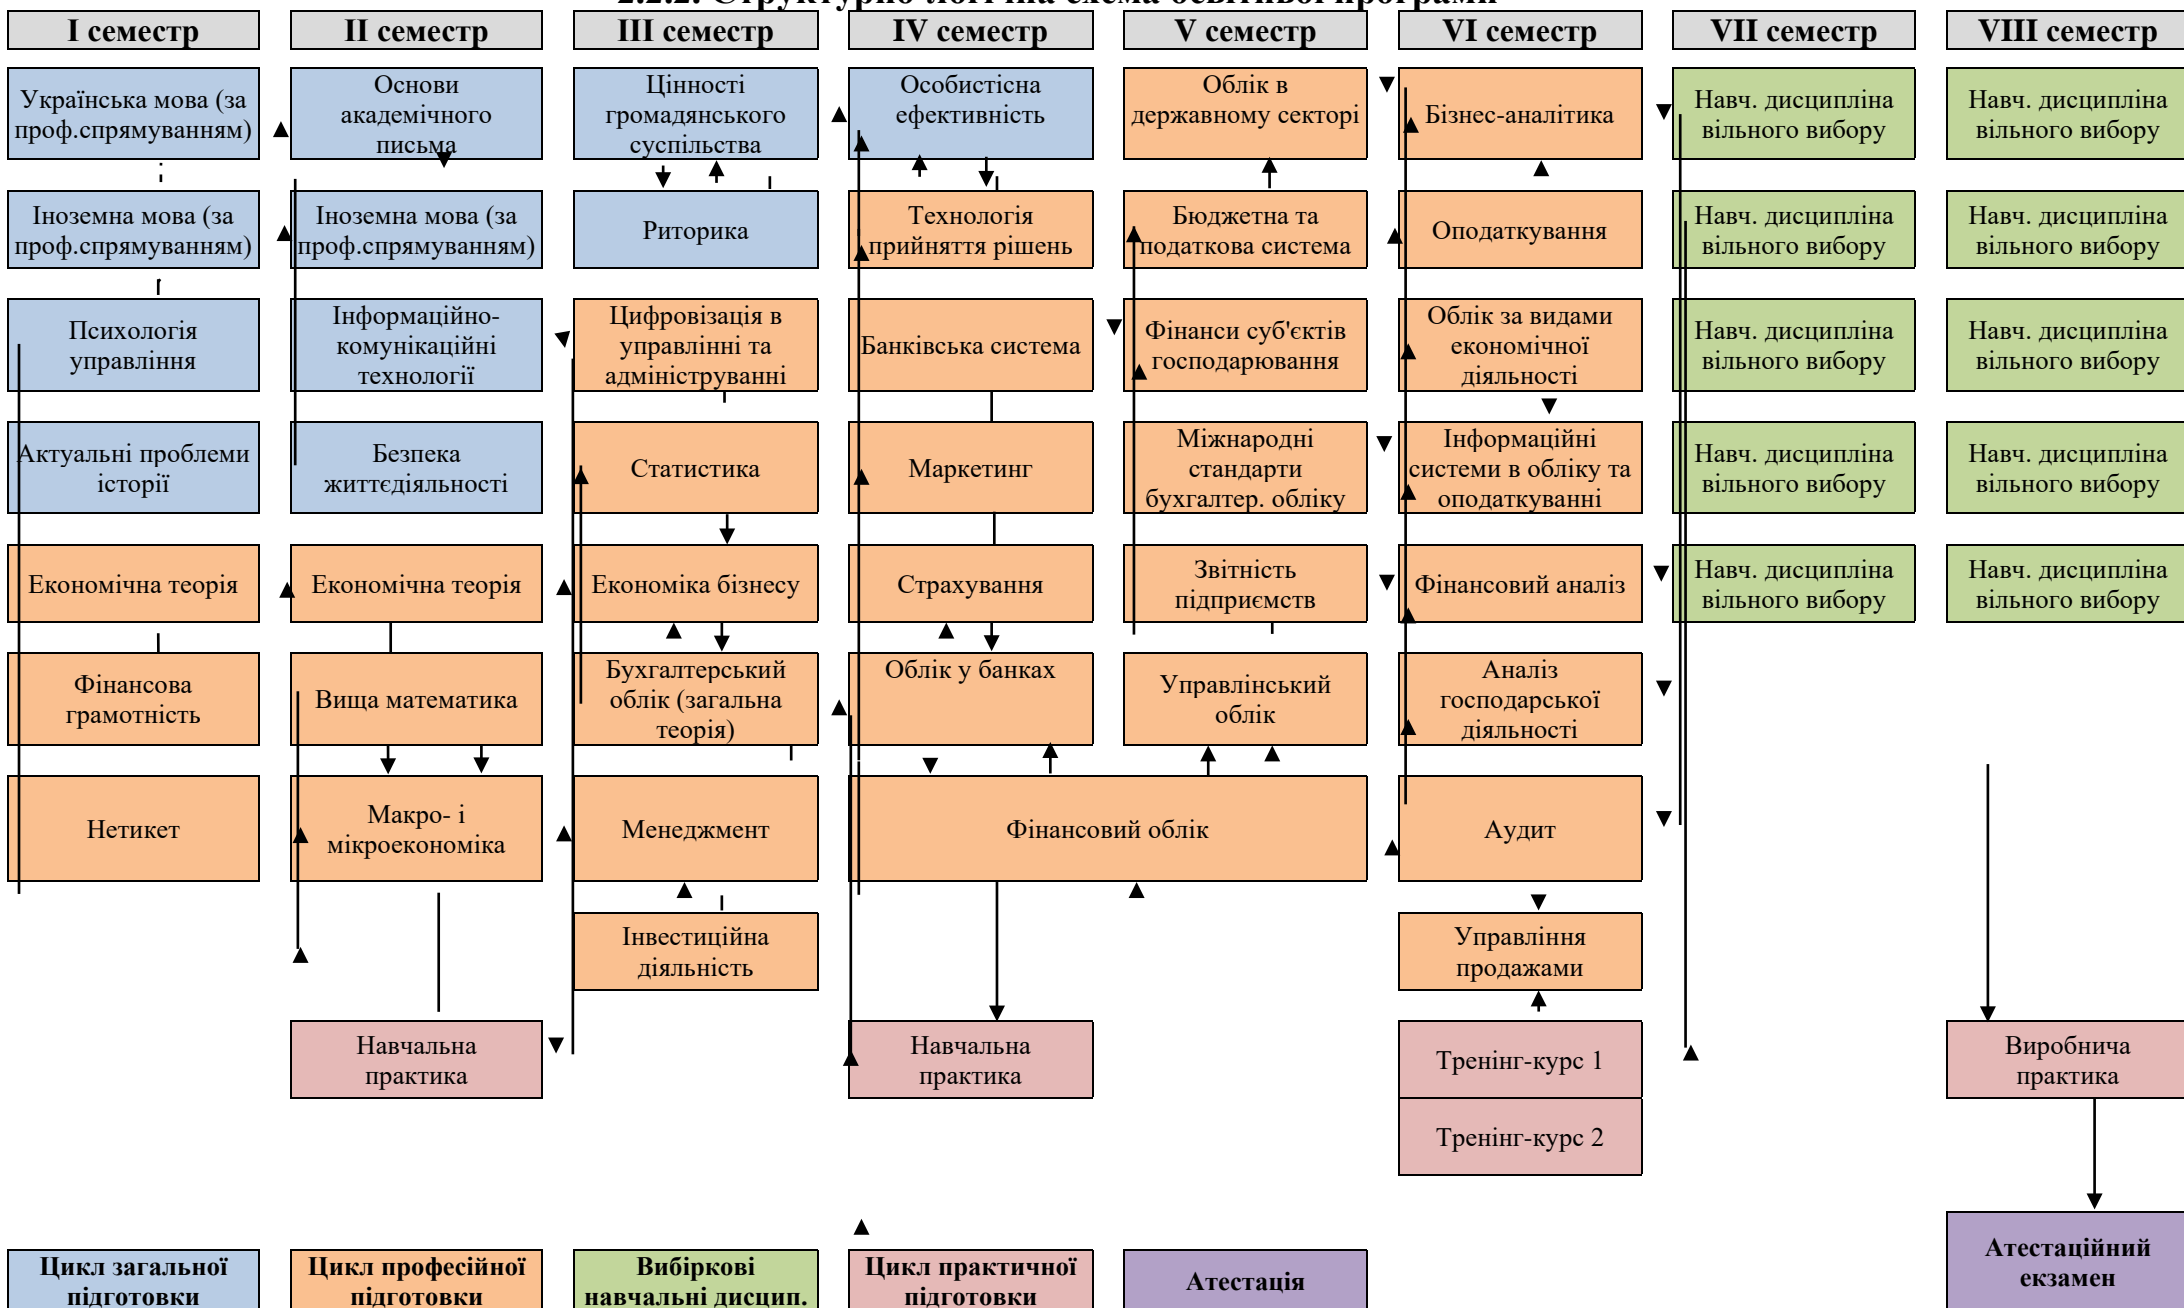 2.2.2. Структурно-логічна схема освітньої програми
I семестр
II семестр
III семестр
IV семестр
V семестр
VI семестр
VII семестр
VIII семестр
Українська мова (за
проф.спрямуванням)
Основи
академічного
письма
Цінності
громадянського
суспільства
Особистісна
ефективність
Облік в
державному секторі
Бізнес-аналітика
Навч. дисципліна
вільного вибору
Навч. дисципліна
вільного вибору
Іноземна мова (за
проф.спрямуванням)
Іноземна мова (за
проф.спрямуванням)
Риторика
Технологія
прийняття рішень
Бюджетна та
податкова система
Оподаткування
Навч. дисципліна
вільного вибору
Навч. дисципліна
вільного вибору
Психологія
управління
Інформаційно-
комунікаційні
технології
Цифровізація в
управлінні та
адмініструванні
Банківська система
Фінанси суб'єктів
господарювання
Облік за видами
економічної
діяльності
Навч. дисципліна
вільного вибору
Навч. дисципліна
вільного вибору
Актуальні проблеми
історії
Безпека
життєдіяльності
Статистика
Маркетинг
Міжнародні
стандарти
бухгалтер. обліку
Інформаційні
системи в обліку та
оподаткуванні
Навч. дисципліна
вільного вибору
Навч. дисципліна
вільного вибору
Економічна теорія
Економічна теорія
Економіка бізнесу
Страхування
Звітність
підприємств
Фінансовий аналіз
Навч. дисципліна
вільного вибору
Навч. дисципліна
вільного вибору
Фінансова
грамотність
Вища математика
Бухгалтерський
облік (загальна
теорія)
Облік у банках
Управлінський
облік
Аналіз
господарської
діяльності
Нетикет
Макро- і
мікроекономіка
Менеджмент
Фінансовий облік
Аудит
Інвестиційна
діяльність
Управління
продажами
Навчальна
практика
Навчальна
практика
Тренінг-курс 1
Виробнича
практика
Тренінг-курс 2
Атестаційний
екзамен
Цикл загальної
підготовки
Цикл професійної
підготовки
Вибіркові
навчальні дисцип.
Цикл практичної
підготовки
Атестація